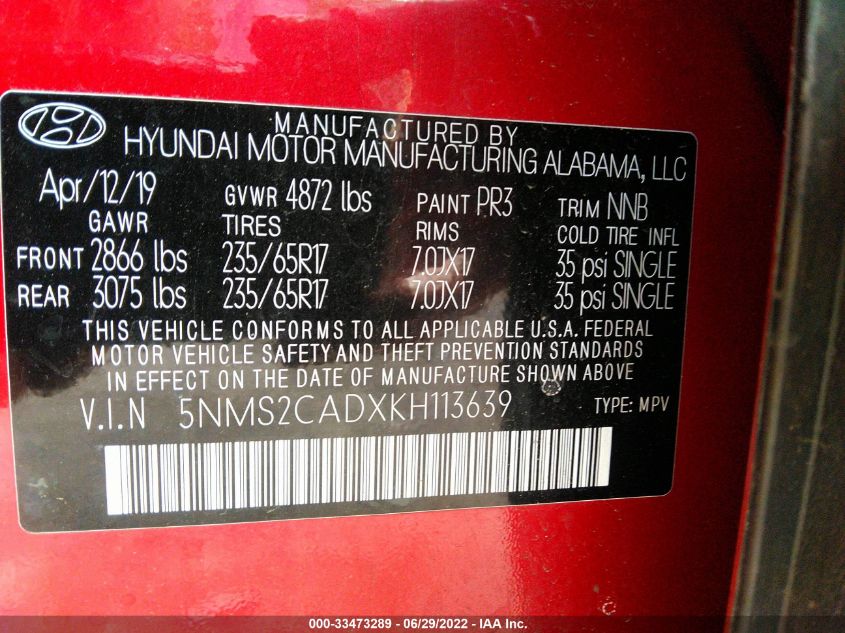 MANUFACTURED BY
HYUNDAI MOTOR MANUFACTURING ALABAMA, LLC
Apr/12/19 GVWR 4872 lbs PAINT PR3 TRIM NNB
GAWR TIRES RIMS COLD TIRE INFL
FRONT 2866 lbs 235/65R17 7.0JX17 35 psi SINGLE
REAR 3075 lbs 235/65R17 7.0JX17 35 psi SINGLE
THIS VEHICLE CONFORMS TO ALL APPLICABLE U.S.A. FEDERAL
MOTOR VEHICLE SAFETY AND THEFT PREVENTION STANDARDS
IN EFFECT ON THE DATE OF MANUFACTURE SHOWN ABOVE
V.I.N 5NMS2CADXKH113639 TYPE: MPV
000-33473289 - 06/29/2022 - IAA Inc.